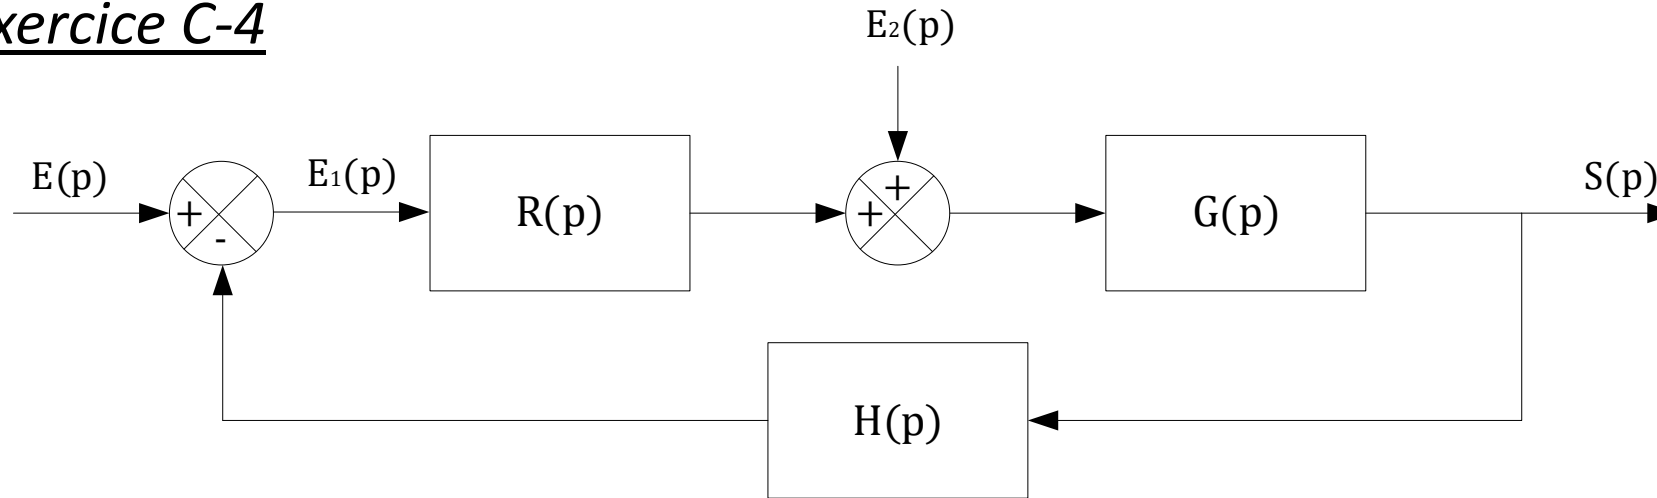 xercice C-4
E₂(p)
E(p)
E₁(p)
S(p)
+
+
R(p)
+
G(p)
-
H(p)